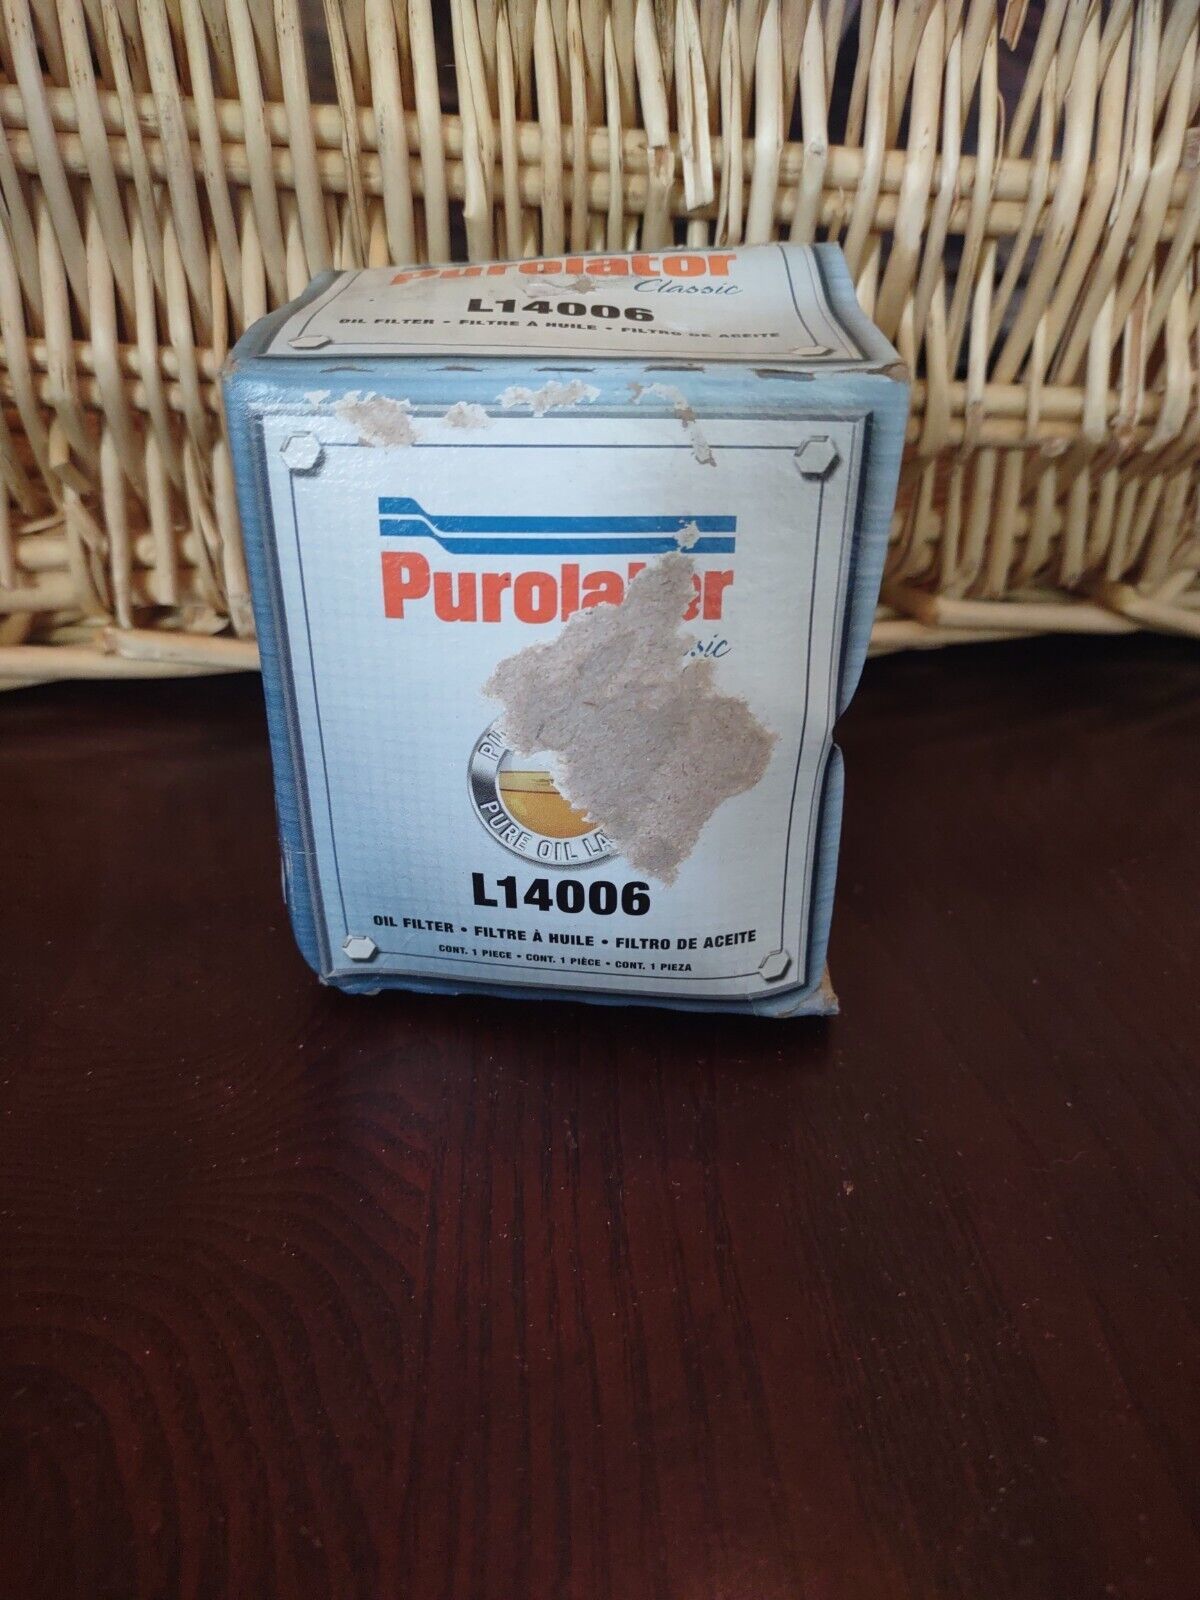 Purolator
Classic
L14006
OIL FILTER • FILTRE À HUILE • FILTRO DE ACEITE
Purolator
PURE OIL
L14006
OIL FILTER • FILTRE À HUILE • FILTRO DE ACEITE
CONT. 1 PIECE • CONT. 1 PIÈCE • CONT. 1 PIEZA